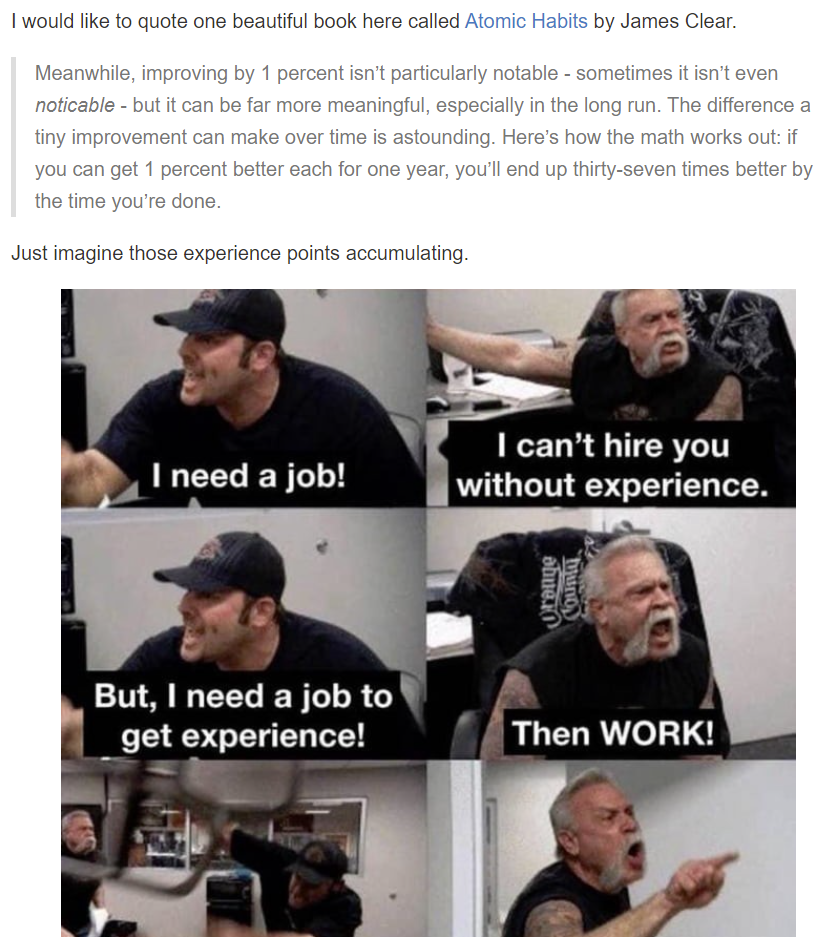 I would like to quote one beautiful book here called Atomic Habits by James Clear.
Meanwhile, improving by 1 percent isn’t particularly notable - sometimes it isn’t even
noticable - but it can be far more meaningful, especially in the long run. The difference a
tiny improvement can make over time is astounding. Here’s how the math works out: if
you can get 1 percent better each for one year, you’ll end up thirty-seven times better by
the time you’re done.
Just imagine those experience points accumulating.
I need a job!
I can’t hire you
without experience.
Orange
County
But, I need a job to
get experience!
Then WORK!